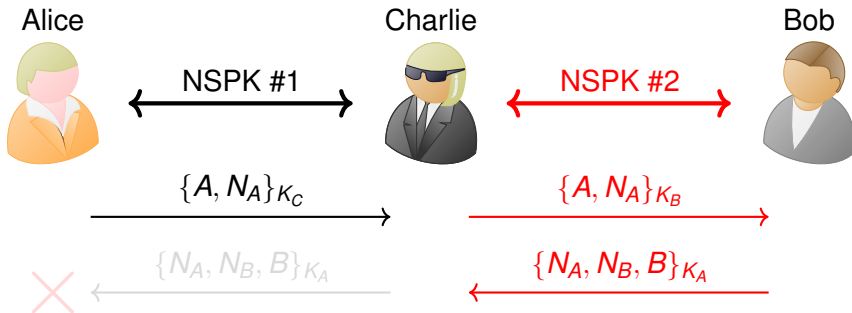 Alice Charlie Bob
NSPK #1 NSPK #2
{A, N_A}_{K_C} {A, N_A}_{K_B}
{N_A, N_B, B}_{K_A} {N_A, N_B, B}_{K_A}